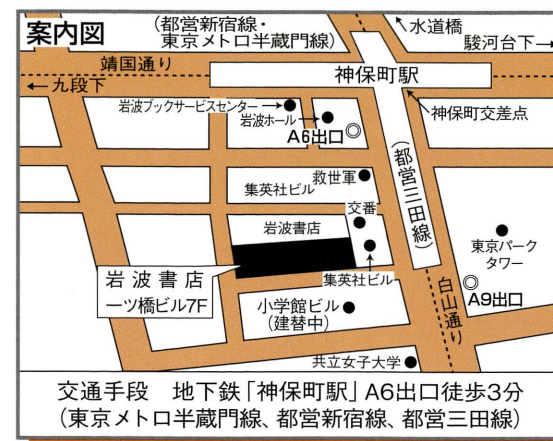 案内図
(都営新宿線・
東京メトロ半蔵門線)
水道橋
駿河台下→
靖国通り
←九段下
神保町駅
岩波ブックサービスセンター
岩波ホール
神保町交差点
A6出口
(都営三田線)
救世軍
集英社ビル
交番
岩波書店
東京パーク
タワー
岩波書店
一ツ橋ビル7F
集英社ビル
A9出口
白山通り
小学館ビル
(建替中)
共立女子大学
交通手段 地下鉄「神保町駅」A6出口徒歩3分
(東京メトロ半蔵門線、都営新宿線、都営三田線)